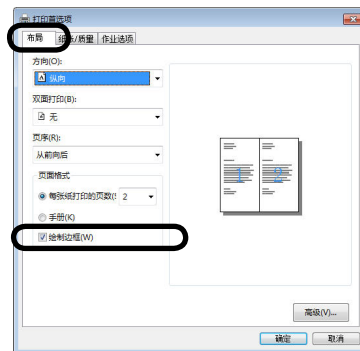 打印首选项
布局 纸张/质量 作业选项
方向(O):
纵向
双面打印(B):
无
页序(R):
从前向后
页面格式
每张纸打印的页数(S 2
手册(K)
绘制边框(W)
1 2
高级(V)...
确定 取消